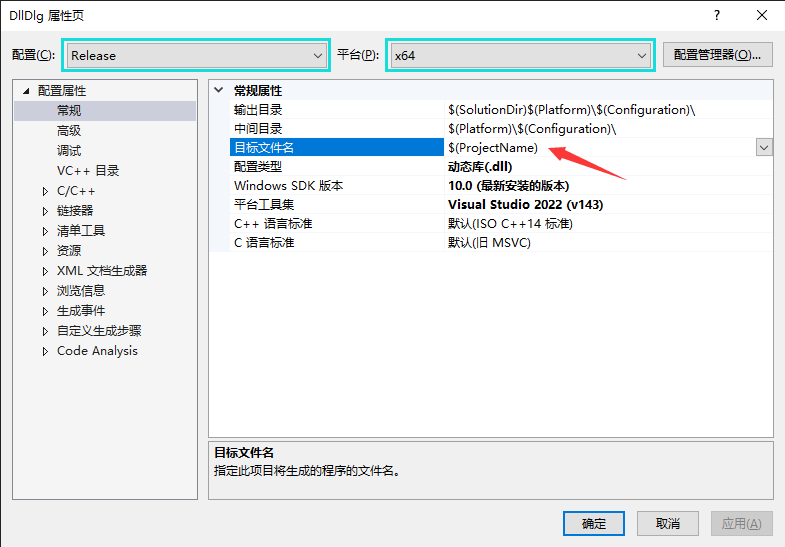 DllDlg 属性页
配置(C): Release 平台(P): x64 配置管理器(O)...
配置属性
常规
高级
调试
VC++ 目录
C/C++
链接器
清单工具
资源
XML 文档生成器
浏览信息
生成事件
自定义生成步骤
Code Analysis
常规属性
输出目录 $(SolutionDir)$(Platform)\$(Configuration)\
中间目录 $(Platform)\$(Configuration)\
目标文件名 $(ProjectName)
配置类型 动态库(.dll)
Windows SDK 版本 10.0 (最新安装的版本)
平台工具集 Visual Studio 2022 (v143)
C++ 语言标准 默认(ISO C++14 标准)
C 语言标准 默认(旧 MSVC)
目标文件名
指定此项目将生成的程序的文件名。
确定 取消 应用(A)